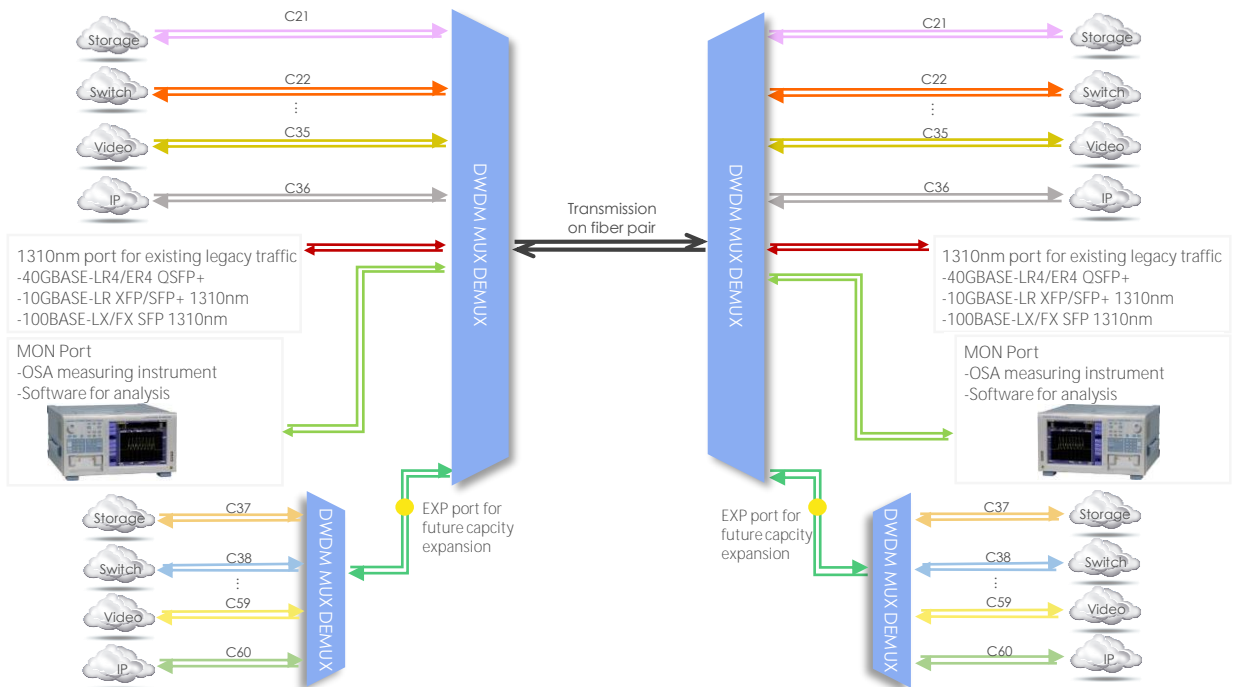 C21
Storage
C22
Switch
⋮
C35
Video
C36
IP
1310nm port for existing legacy traffic
-40GBASE-LR4/ER4 QSFP+
-10GBASE-LR XFP/SFP+ 1310nm
-100BASE-LX/FX SFP 1310nm
MON Port
-OSA measuring instrument
-Software for analysis
DWDM MUX DEMUX
Transmission
on fiber pair
DWDM MUX DEMUX
C21
Storage
C22
Switch
⋮
C35
Video
C36
IP
1310nm port for existing legacy traffic
-40GBASE-LR4/ER4 QSFP+
-10GBASE-LR XFP/SFP+ 1310nm
-100BASE-LX/FX SFP 1310nm
MON Port
-OSA measuring instrument
-Software for analysis
C37
Storage
C38
Switch
⋮
C59
Video
C60
IP
DWDM MUX DEMUX
EXP port for
future capcity
expansion
EXP port for
future capcity
expansion
DWDM MUX DEMUX
C37
Storage
C38
Switch
⋮
C59
Video
C60
IP